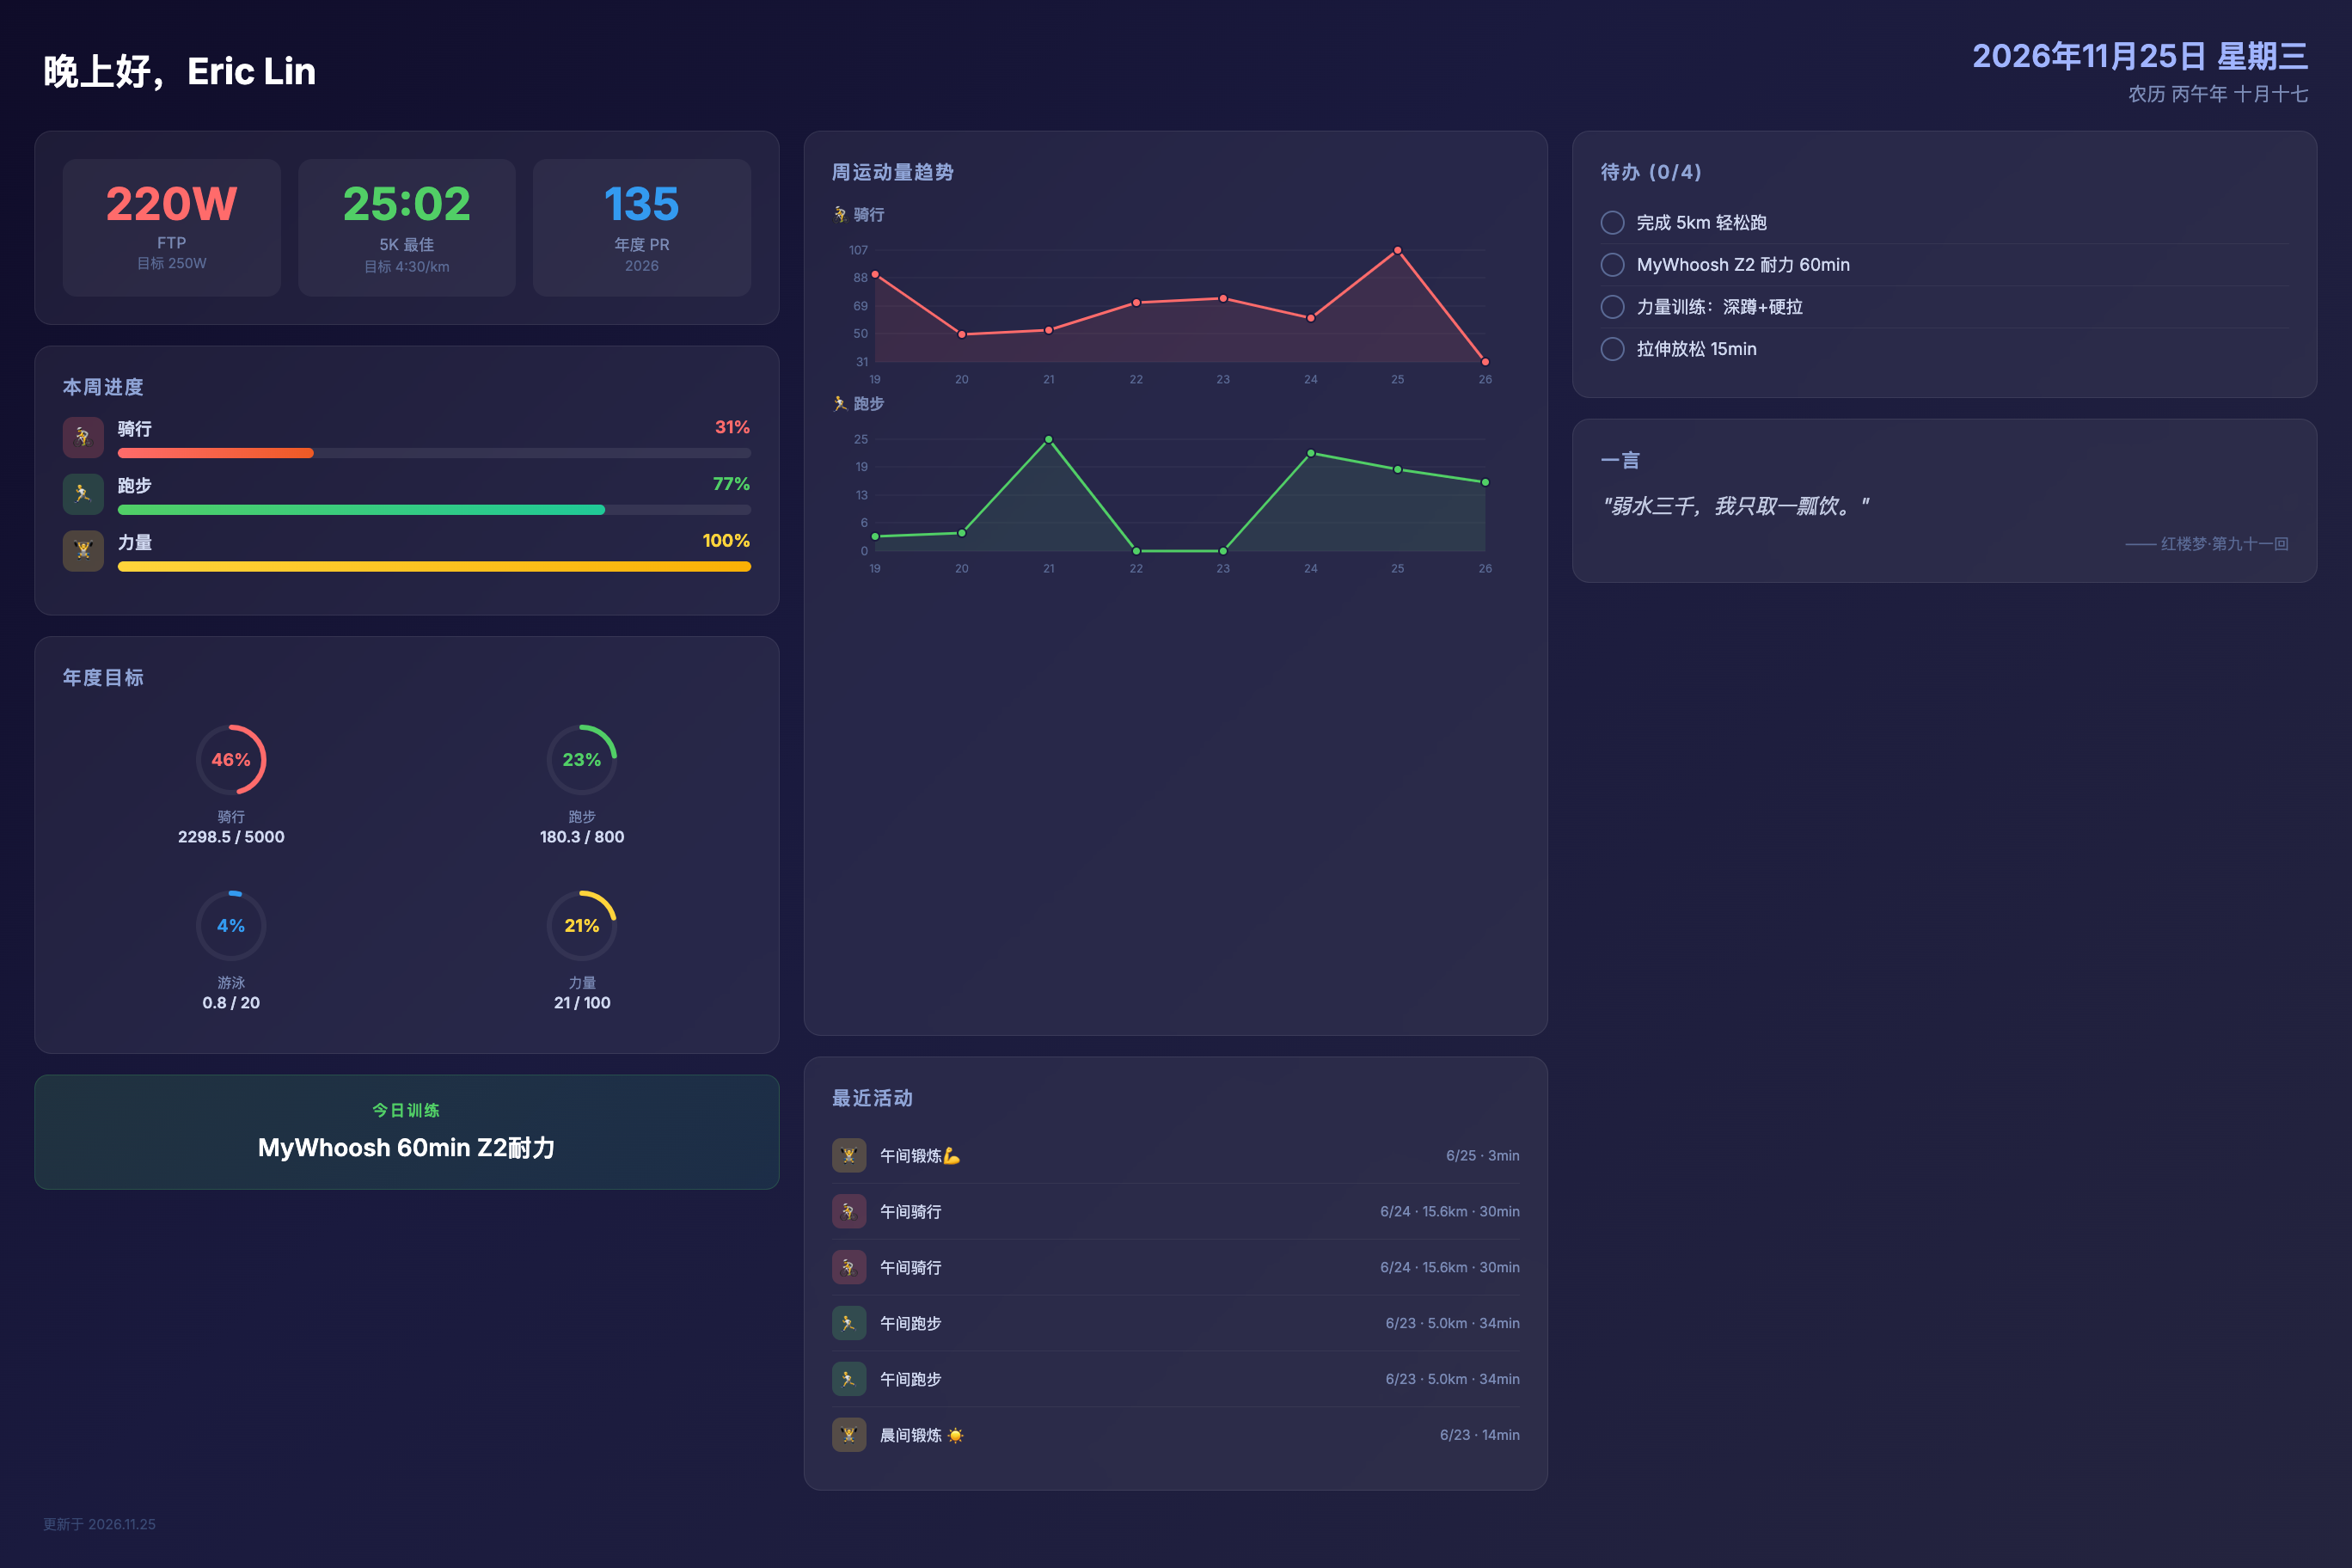 晚上好，Eric Lin
2026年11月25日 星期三
农历 丙午年 十月十七
220W
FTP
目标 250W
25:02
5K 最佳
目标 4:30/km
135
年度 PR
2026
本周进度
骑行 31%
跑步 77%
力量 100%
年度目标
46%
骑行
2298.5 / 5000
23%
跑步
180.3 / 800
4%
游泳
0.8 / 20
21%
力量
21 / 100
今日训练
MyWhoosh 60min Z2耐力
周运动量趋势
骑行
107
88
69
50
31
19 20 21 22 23 24 25 26
跑步
25
19
13
6
0
19 20 21 22 23 24 25 26
最近活动
午间锻炼💪 6/25 · 3min
午间骑行 6/24 · 15.6km · 30min
午间骑行 6/24 · 15.6km · 30min
午间跑步 6/23 · 5.0km · 34min
午间跑步 6/23 · 5.0km · 34min
晨间锻炼 ☀️ 6/23 · 14min
待办 (0/4)
完成 5km 轻松跑
MyWhoosh Z2 耐力 60min
力量训练：深蹲+硬拉
拉伸放松 15min
一言
"弱水三千，我只取一瓢饮。"
—— 红楼梦·第九十一回
更新于 2026.11.25